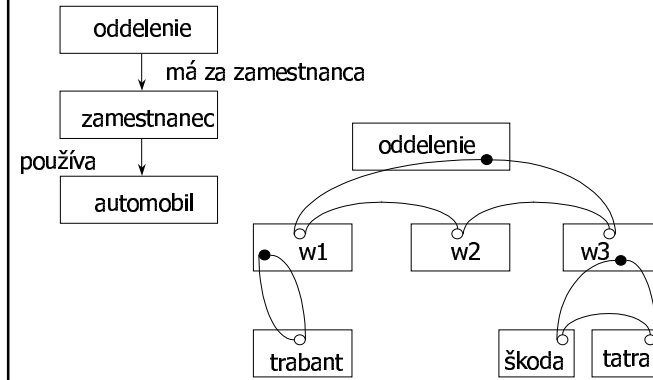 oddelenie
má za zamestnanca
zamestnanec
používa
automobil
oddelenie
w1
w2
w3
trabant
škoda
tatra